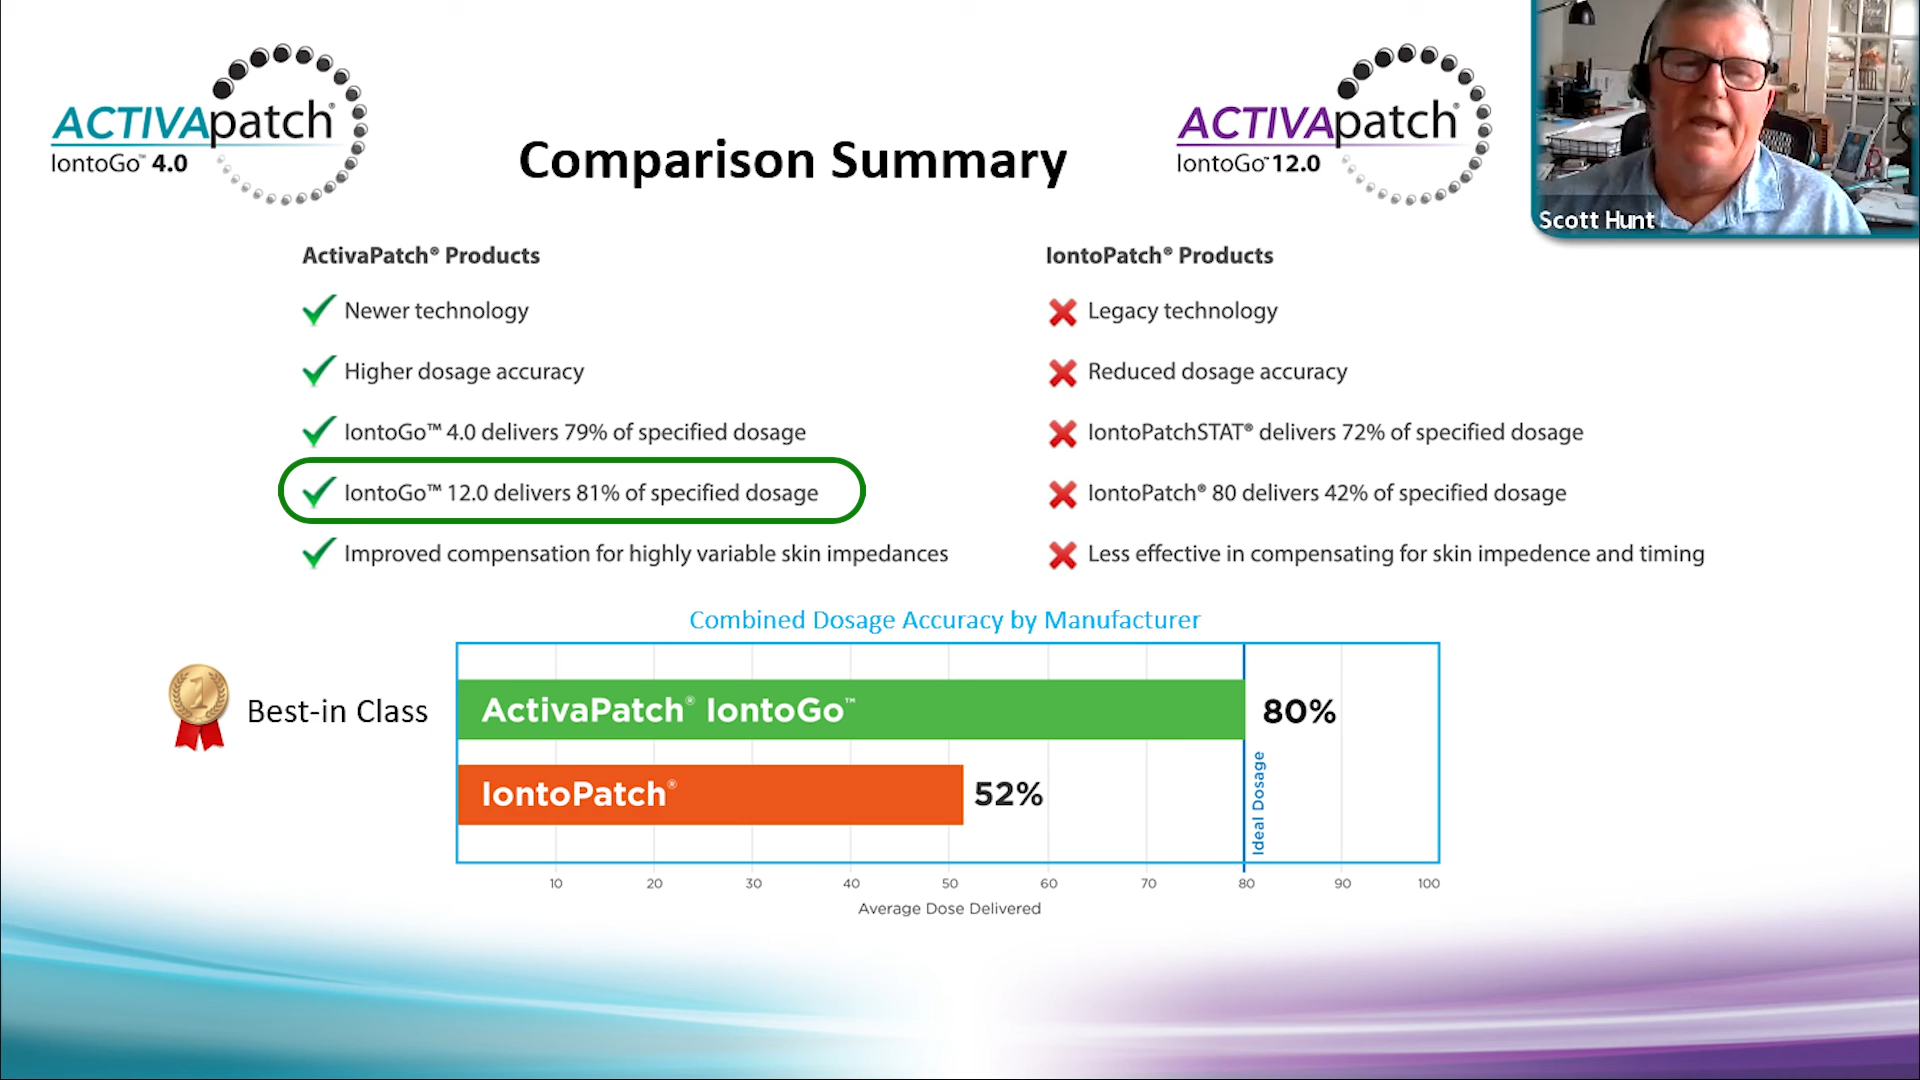 ACTIVApatch®
IontoGo™ 4.0
Comparison Summary
ACTIVApatch®
IontoGo™ 12.0
Scott Hunt
ActivaPatch® Products
Newer technology
Higher dosage accuracy
IontoGo™ 4.0 delivers 79% of specified dosage
IontoGo™ 12.0 delivers 81% of specified dosage
Improved compensation for highly variable skin impedances
IontoPatch® Products
Legacy technology
Reduced dosage accuracy
IontoPatchSTAT® delivers 72% of specified dosage
IontoPatch® 80 delivers 42% of specified dosage
Less effective in compensating for skin impedence and timing
Combined Dosage Accuracy by Manufacturer
1
Best-in Class
ActivaPatch® IontoGo™
80%
IontoPatch®
52%
Ideal Dosage
10 20 30 40 50 60 70 80 90 100
Average Dose Delivered